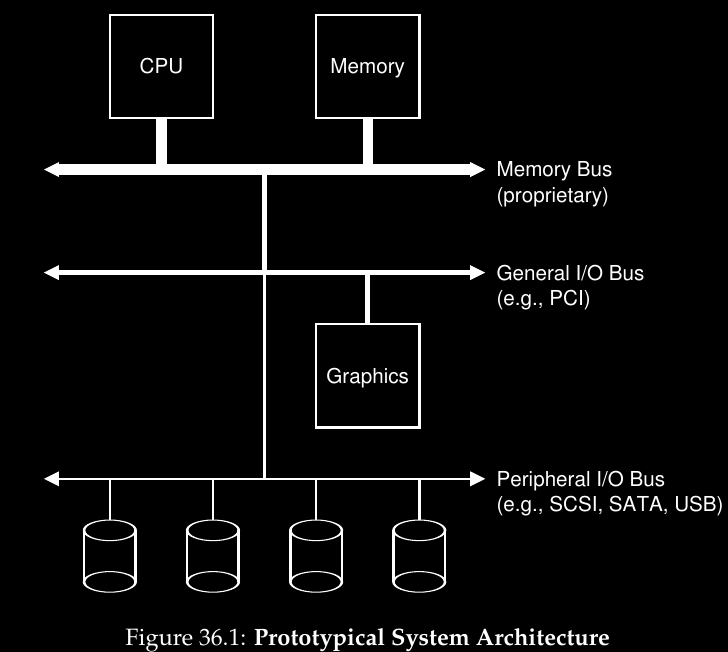 CPU
Memory
Memory Bus
(proprietary)
General I/O Bus
(e.g., PCI)
Graphics
Peripheral I/O Bus
(e.g., SCSI, SATA, USB)
Figure 36.1: Prototypical System Architecture